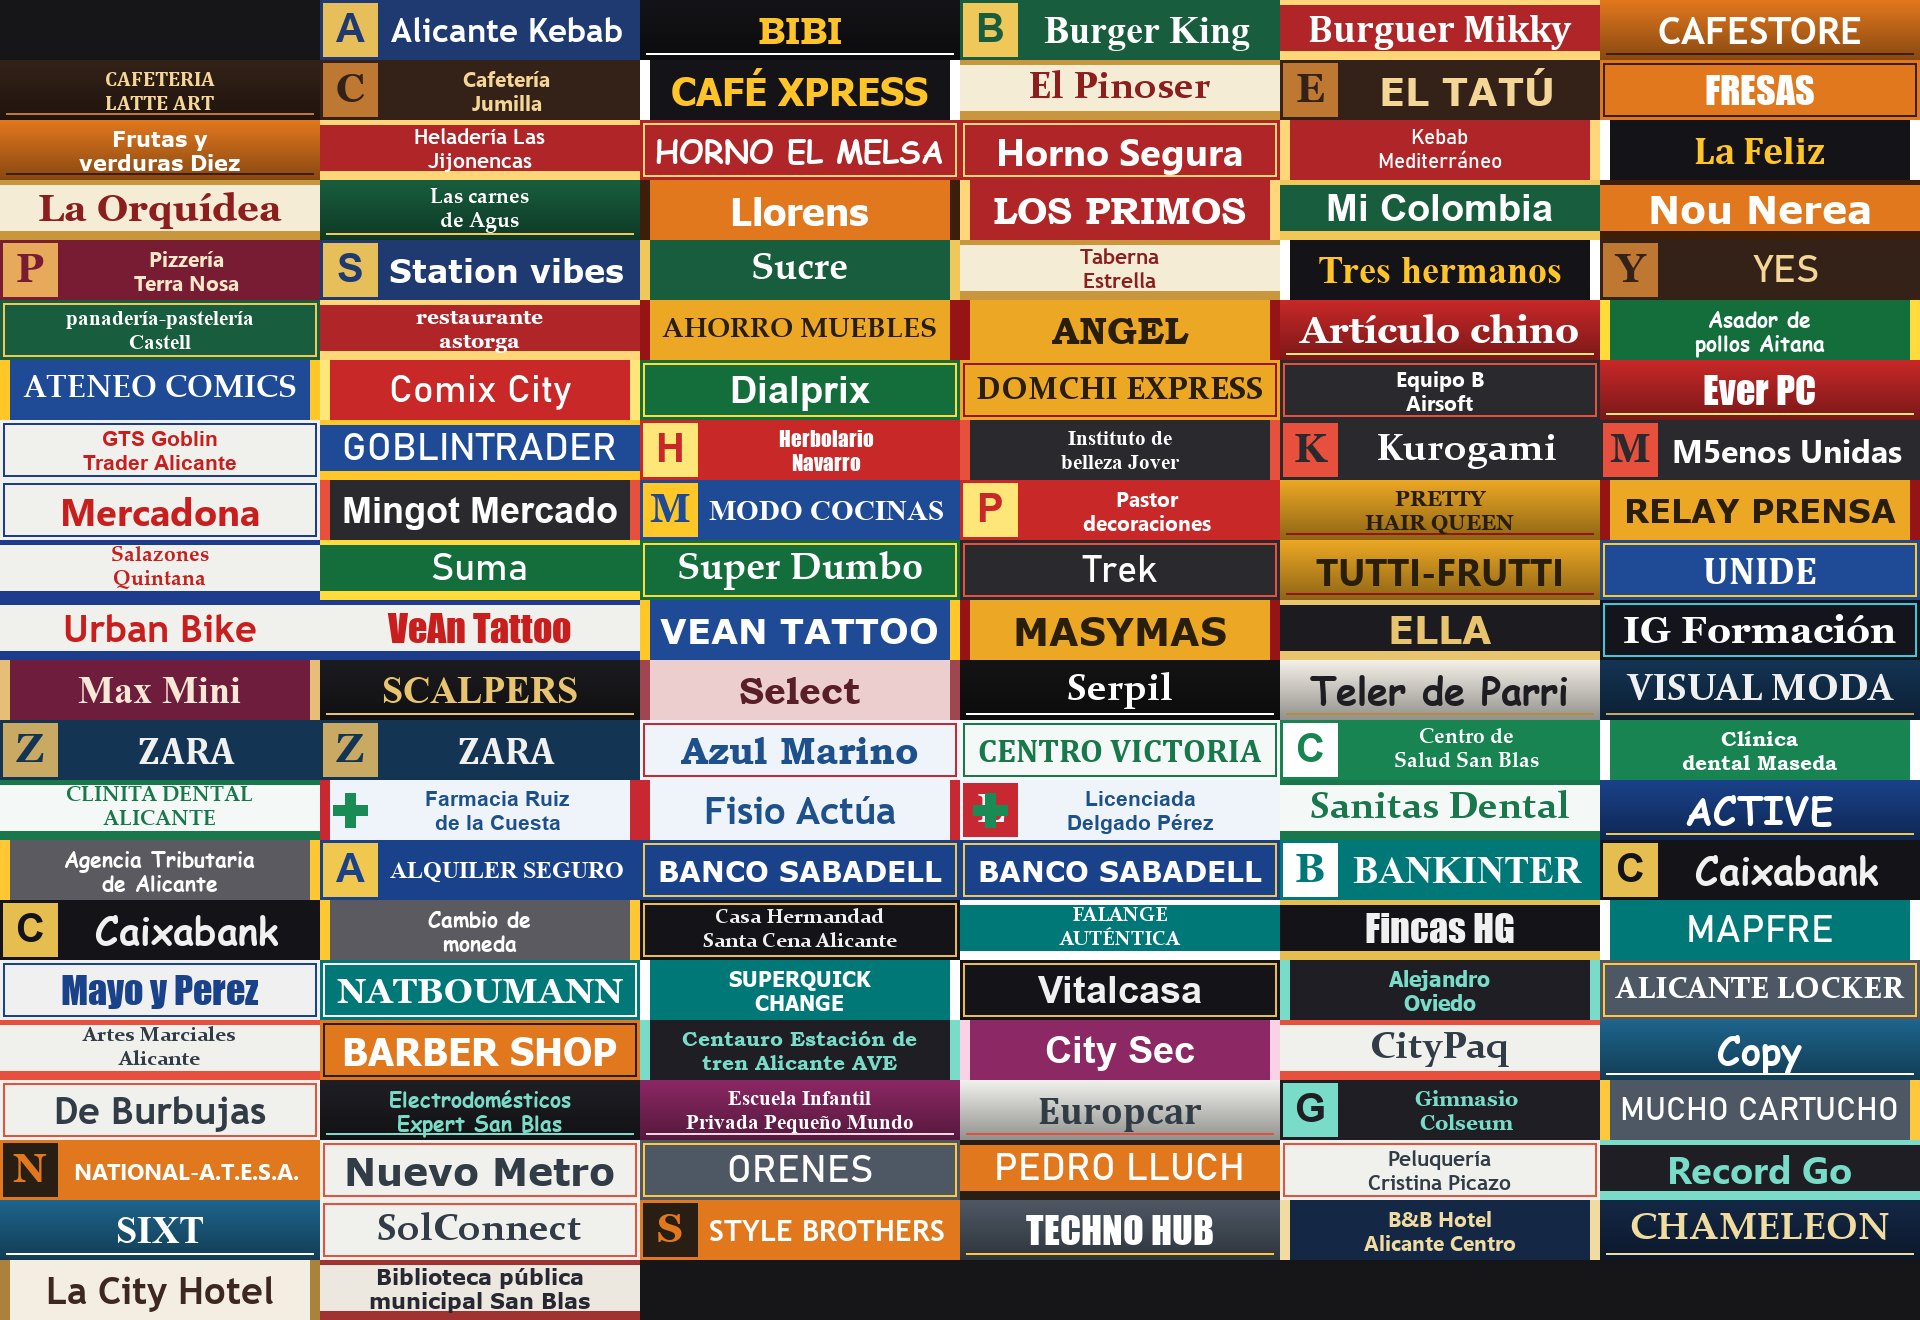 A Alicante Kebab
BIBI
B Burger King
Burguer Mikky
CAFESTORE
CAFETERIA
LATTE ART
C Cafetería
Jumilla
CAFÉ XPRESS
El Pinoser
E EL TATÚ
FRESAS
Frutas y
verduras Diez
Heladería Las
Jijonencas
HORNO EL MELSA
Horno Segura
Kebab
Mediterráneo
La Feliz
La Orquídea
Las carnes
de Agus
Llorens
LOS PRIMOS
Mi Colombia
Nou Nerea
P Pizzería
Terra Nosa
S Station vibes
Sucre
Taberna
Estrella
Tres hermanos
Y YES
panadería-pastelería
Castell
restaurante
astorga
AHORRO MUEBLES
ANGEL
Artículo chino
Asador de
pollos Aitana
ATENEO COMICS
Comix City
Dialprix
DOMCHI EXPRESS
Equipo B
Airsoft
Ever PC
GTS Goblin
Trader Alicante
GOBLINTRADER
H Herbolario
Navarro
Instituto de
belleza Jover
K Kurogami
M M5enos Unidas
Mercadona
Mingot Mercado
M MODO COCINAS
P Pastor
decoraciones
PRETTY
HAIR QUEEN
RELAY PRENSA
Salazones
Quintana
Suma
Super Dumbo
Trek
TUTTI-FRUTTI
UNIDE
Urban Bike
VeAn Tattoo
VEAN TATTOO
MASYMAS
ELLA
IG Formación
Max Mini
SCALPERS
Select
Serpil
Teler de Parri
VISUAL MODA
Z ZARA
Z ZARA
Azul Marino
CENTRO VICTORIA
C Centro de
Salud San Blas
Clínica
dental Maseda
CLINITA DENTAL
ALICANTE
Farmacia Ruiz
de la Cuesta
Fisio Actúa
L Licenciada
Delgado Pérez
Sanitas Dental
ACTIVE
Agencia Tributaria
de Alicante
A ALQUILER SEGURO
BANCO SABADELL
BANCO SABADELL
B BANKINTER
C Caixabank
C Caixabank
Cambio de
moneda
Casa Hermandad
Santa Cena Alicante
FALANGE
AUTÉNTICA
Fincas HG
MAPFRE
Mayo y Perez
NATBOUMANN
SUPERQUICK
CHANGE
Vitalcasa
Alejandro
Oviedo
ALICANTE LOCKER
Artes Marciales
Alicante
BARBER SHOP
Centauro Estación de
tren Alicante AVE
City Sec
CityPaq
Copy
De Burbujas
Electrodomésticos
Expert San Blas
Escuela Infantil
Privada Pequeño Mundo
Europcar
G Gimnasio
Colseum
MUCHO CARTUCHO
N NATIONAL-A.T.E.S.A.
Nuevo Metro
ORENES
PEDRO LLUCH
Peluquería
Cristina Picazo
Record Go
SIXT
SolConnect
S STYLE BROTHERS
TECHNO HUB
B&B Hotel
Alicante Centro
CHAMELEON
La City Hotel
Biblioteca pública
municipal San Blas